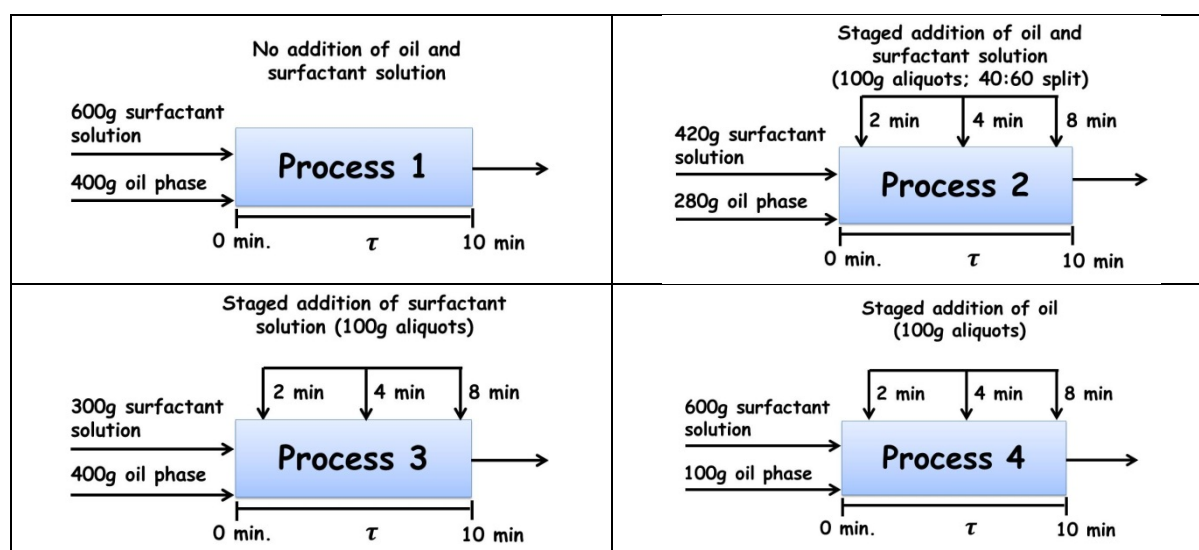 No addition of oil and
surfactant solution
600g surfactant
solution
400g oil phase
Process 1
0 min.
τ
10 min
Staged addition of oil and
surfactant solution
(100g aliquots; 40:60 split)
2 min
4 min
8 min
420g surfactant
solution
280g oil phase
Process 2
0 min.
τ
10 min
Staged addition of surfactant
solution (100g aliquots)
2 min
4 min
8 min
300g surfactant
solution
400g oil phase
Process 3
0 min.
τ
10 min
Staged addition of oil
(100g aliquots)
2 min
4 min
8 min
600g surfactant
solution
100g oil phase
Process 4
0 min.
τ
10 min